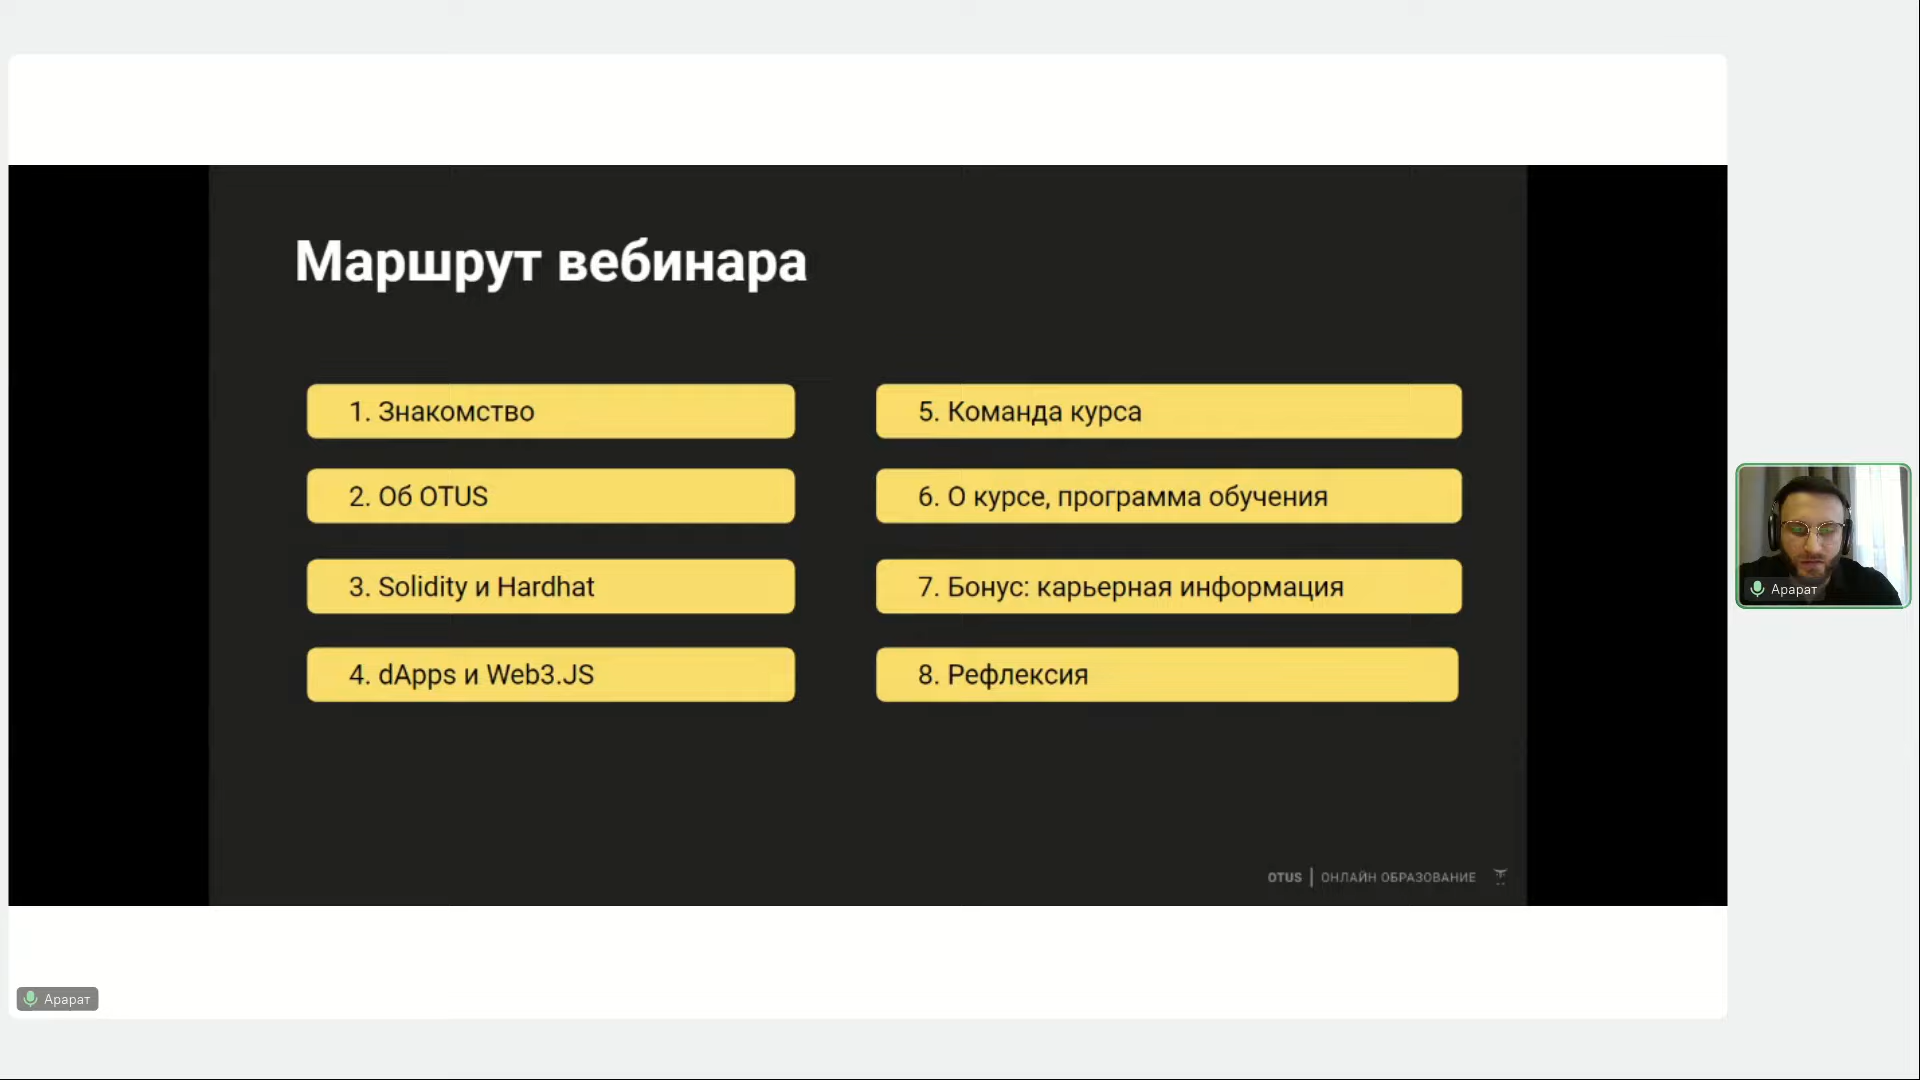 Маршрут вебинара
1. Знакомство
2. Об OTUS
3. Solidity и Hardhat
4. dApps и Web3.JS
5. Команда курса
6. О курсе, программа обучения
7. Бонус: карьерная информация
8. Рефлексия
OTUS | ОНЛАЙН ОБРАЗОВАНИЕ
Арарат
Арарат